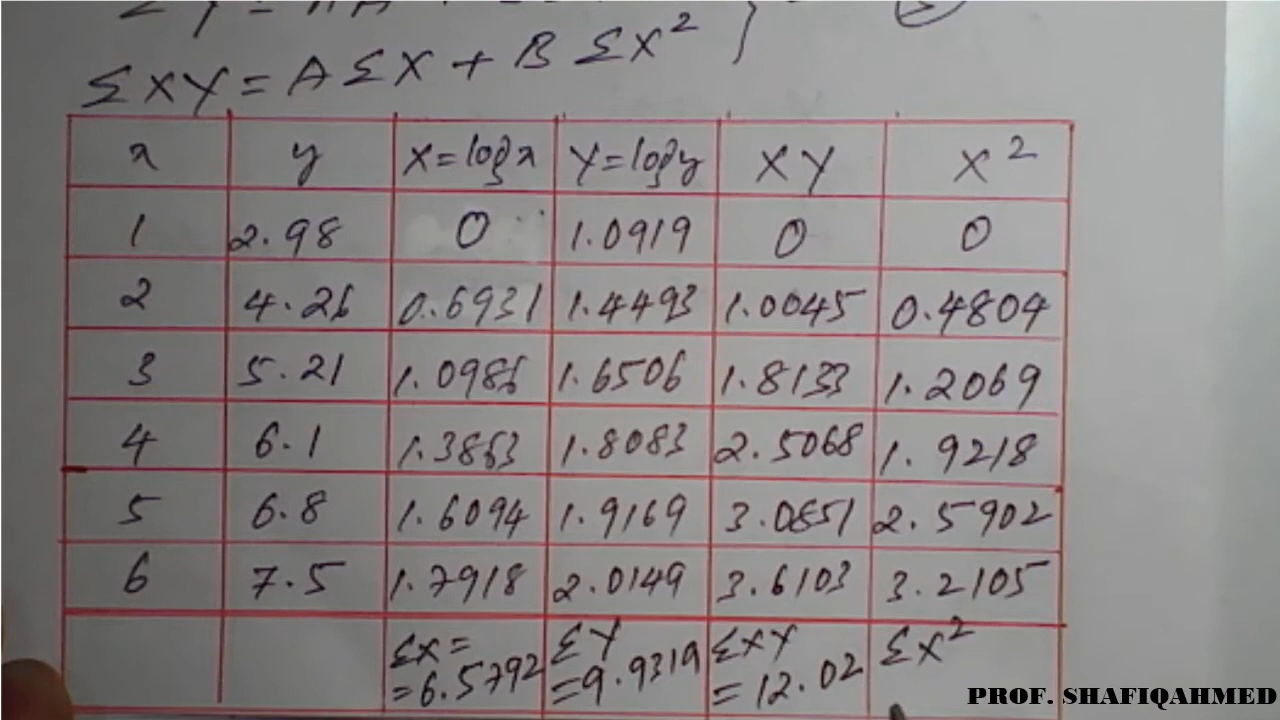 ΣXY = AΣX + BΣX² }
x y X=logx Y=logy XY X²
1 2.98 0 1.0919 0 0
2 4.26 0.6931 1.4493 1.0045 0.4804
3 5.21 1.0986 1.6506 1.8133 1.2069
4 6.1 1.3863 1.8083 2.5068 1.9218
5 6.8 1.6094 1.9169 3.0851 2.5902
6 7.5 1.7918 2.0149 3.6103 3.2105
ΣX= ΣY ΣXY ΣX²
=6.5792 =9.9319 =12.02
PROF. SHAFIQAHMED